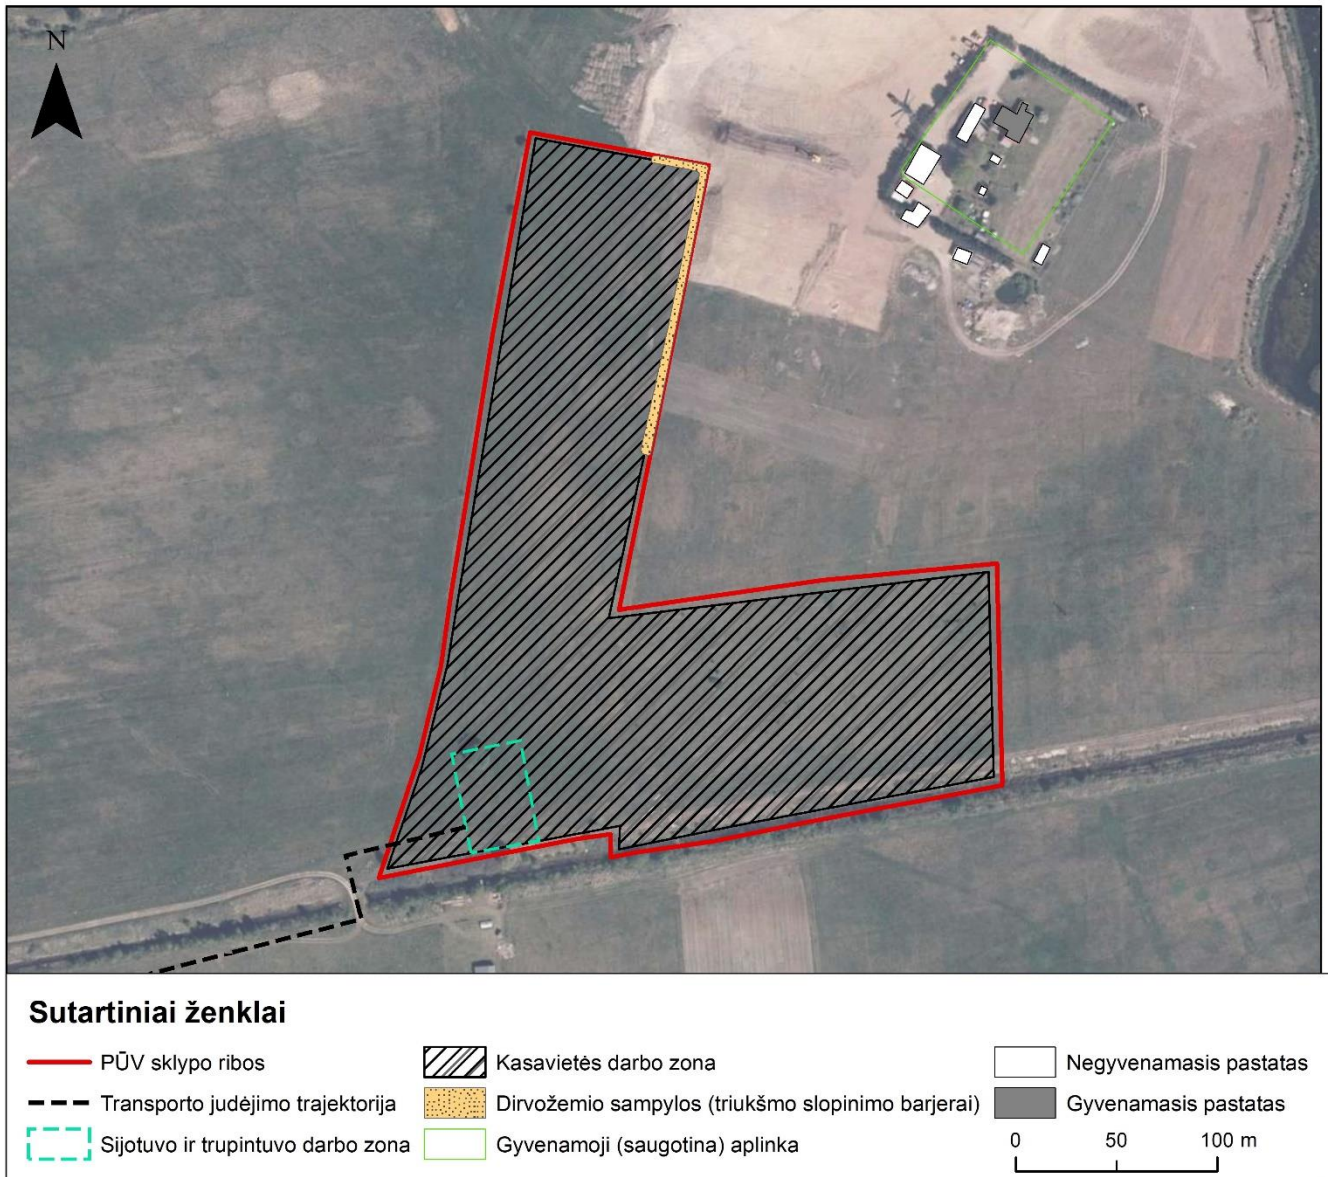 N
Sutartiniai ženklai
PŪV sklypo ribos
Transporto judėjimo trajektorija
Sijotuvo ir trupintuvo darbo zona
Kasavietės darbo zona
Dirvožemio sampylos (triukšmo slopinimo barjerai)
Gyvenamoji (saugotina) aplinka
Negyvenamasis pastatas
Gyvenamasis pastatas
0 50 100 m